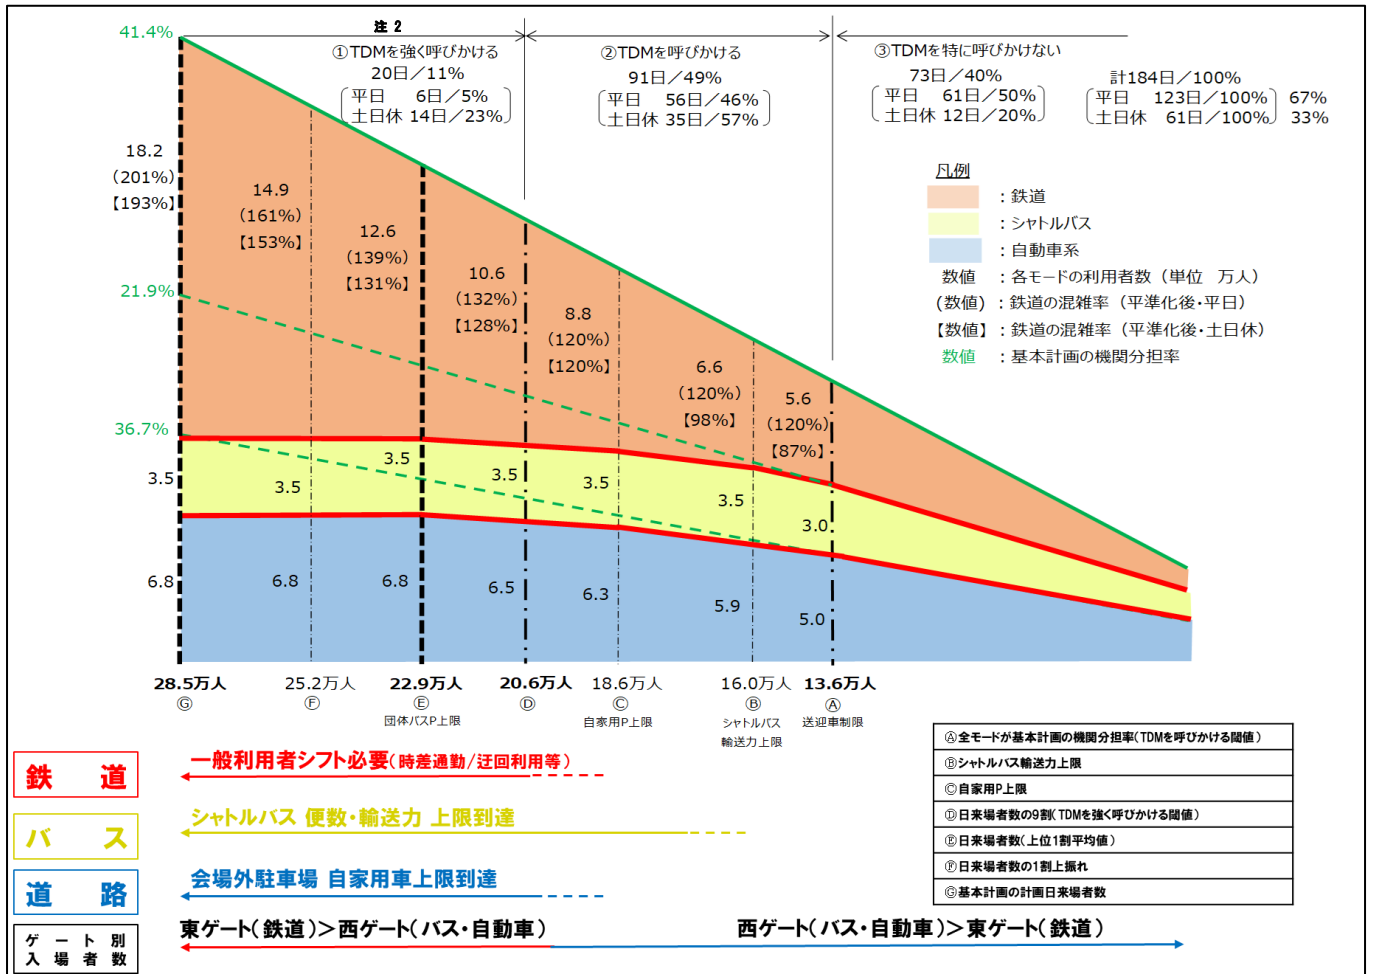 注 2
41.4%
①TDMを強く呼びかける
20日／11%
平日 6日／5%
土日休 14日／23%
②TDMを呼びかける
91日／49%
平日 56日／46%
土日休 35日／57%
③TDMを特に呼びかけない
73日／40%
平日 61日／50%
土日休 12日／20%
計184日／100%
平日 123日／100% 67%
土日休 61日／100% 33%
凡例
：鉄道
：シャトルバス
：自動車系
数値 ：各モードの利用者数（単位 万人）
(数値) ：鉄道の混雑率（平準化後・平日）
【数値】：鉄道の混雑率（平準化後・土日休）
数値 ：基本計画の機関分担率
18.2
(201%)
【193%】
14.9
(161%)
【153%】
12.6
(139%)
【131%】
10.6
(132%)
【128%】
8.8
(120%)
【120%】
6.6
(120%)
【98%】
5.6
(120%)
【87%】
21.9%
36.7%
3.5
3.5
3.5
3.5
3.5
3.5
3.0
6.8
6.8
6.8
6.5
6.3
5.9
5.0
28.5万人
Ⓖ
25.2万人
Ⓕ
22.9万人
Ⓔ
団体バスP上限
20.6万人
Ⓓ
18.6万人
Ⓒ
自家用P上限
16.0万人
Ⓑ
シャトルバス
輸送力上限
13.6万人
Ⓐ
送迎車制限
Ⓐ全モードが基本計画の機関分担率(TDMを呼びかける閾値)
Ⓑシャトルバス輸送力上限
Ⓒ自家用P上限
Ⓓ日来場者数の9割(TDMを強く呼びかける閾値)
Ⓔ日来場者数(上位1割平均値)
Ⓕ日来場者数の1割上振れ
Ⓖ基本計画の計画日来場者数
鉄 道
一般利用者シフト必要(時差通勤/迂回利用等)
バ ス
シャトルバス 便数・輸送力 上限到達
道 路
会場外駐車場 自家用車上限到達
ゲ ー ト 別
入 場 者 数
東ゲート(鉄道)＞西ゲート(バス・自動車)
西ゲート(バス・自動車)＞東ゲート(鉄道)